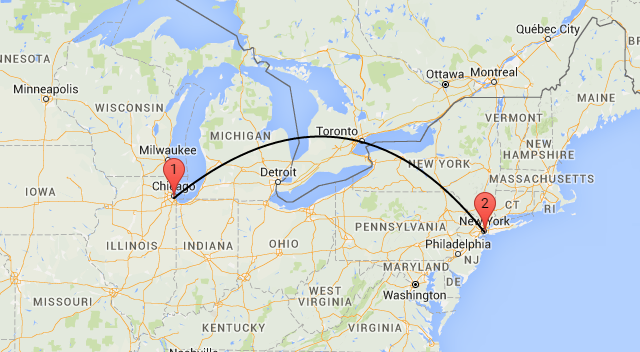 Québec City
NNESOTA
Ottawa
Montreal
Minneapolis
MAINE
WISCONSIN
VERMONT
Toronto
MICHIGAN
Milwaukee
NEW
HAMPSHIRE
1
Chicago
Detroit
NEW YORK
MASSACHUSETTS
IOWA
2
CT
RI
New York
PENNSYLVANIA
ILLINOIS
INDIANA
OHIO
Philadelphia
NJ
MARYLAND
DE
Washington
WEST
VIRGINIA
MISSOURI
KENTUCKY
VIRGINIA
Nashville